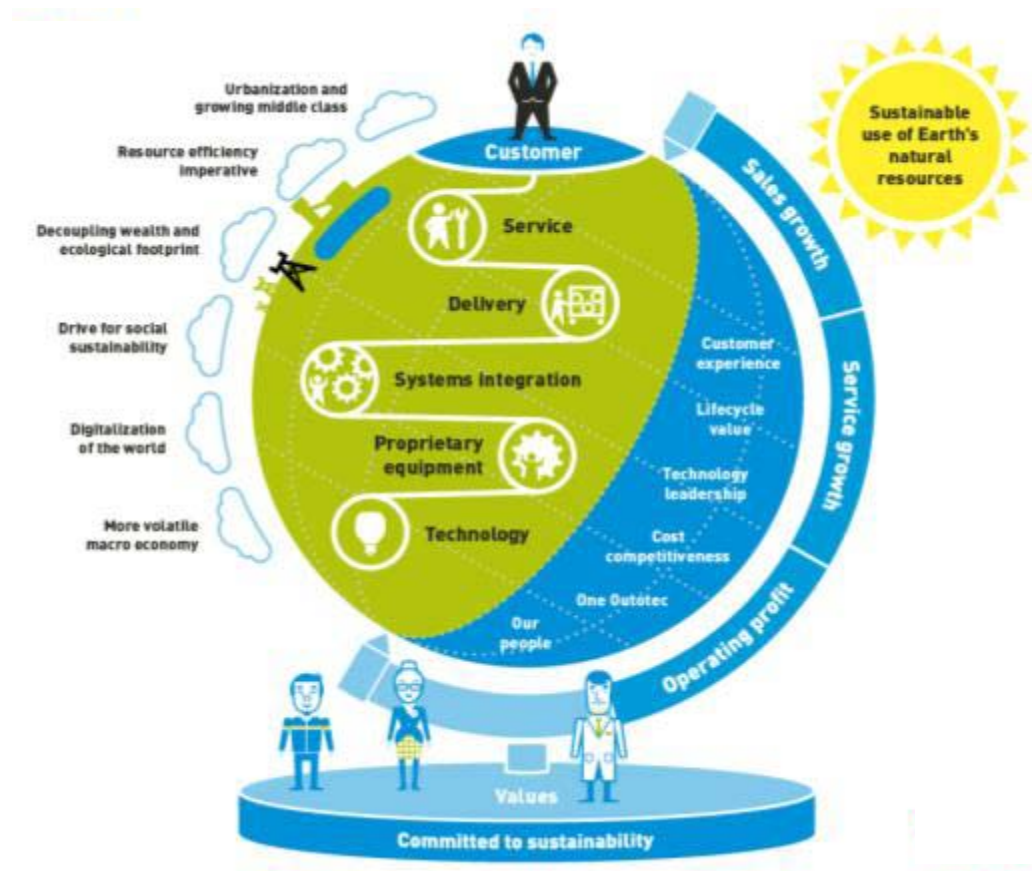 Urbanization and
growing middle class
Resource efficiency
imperative
Decoupling wealth and
ecological footprint
Drive for social
sustainability
Digitalization
of the world
More volatile
macro economy
Customer
Service
Delivery
Systems integration
Proprietary
equipment
Technology
Customer
experience
Lifecycle
value
Technology
leadership
Cost
competitiveness
One Outotec
Our
people
Sales growth
Service growth
Operating profit
Sustainable
use of Earth's
natural
resources
Values
Committed to sustainability